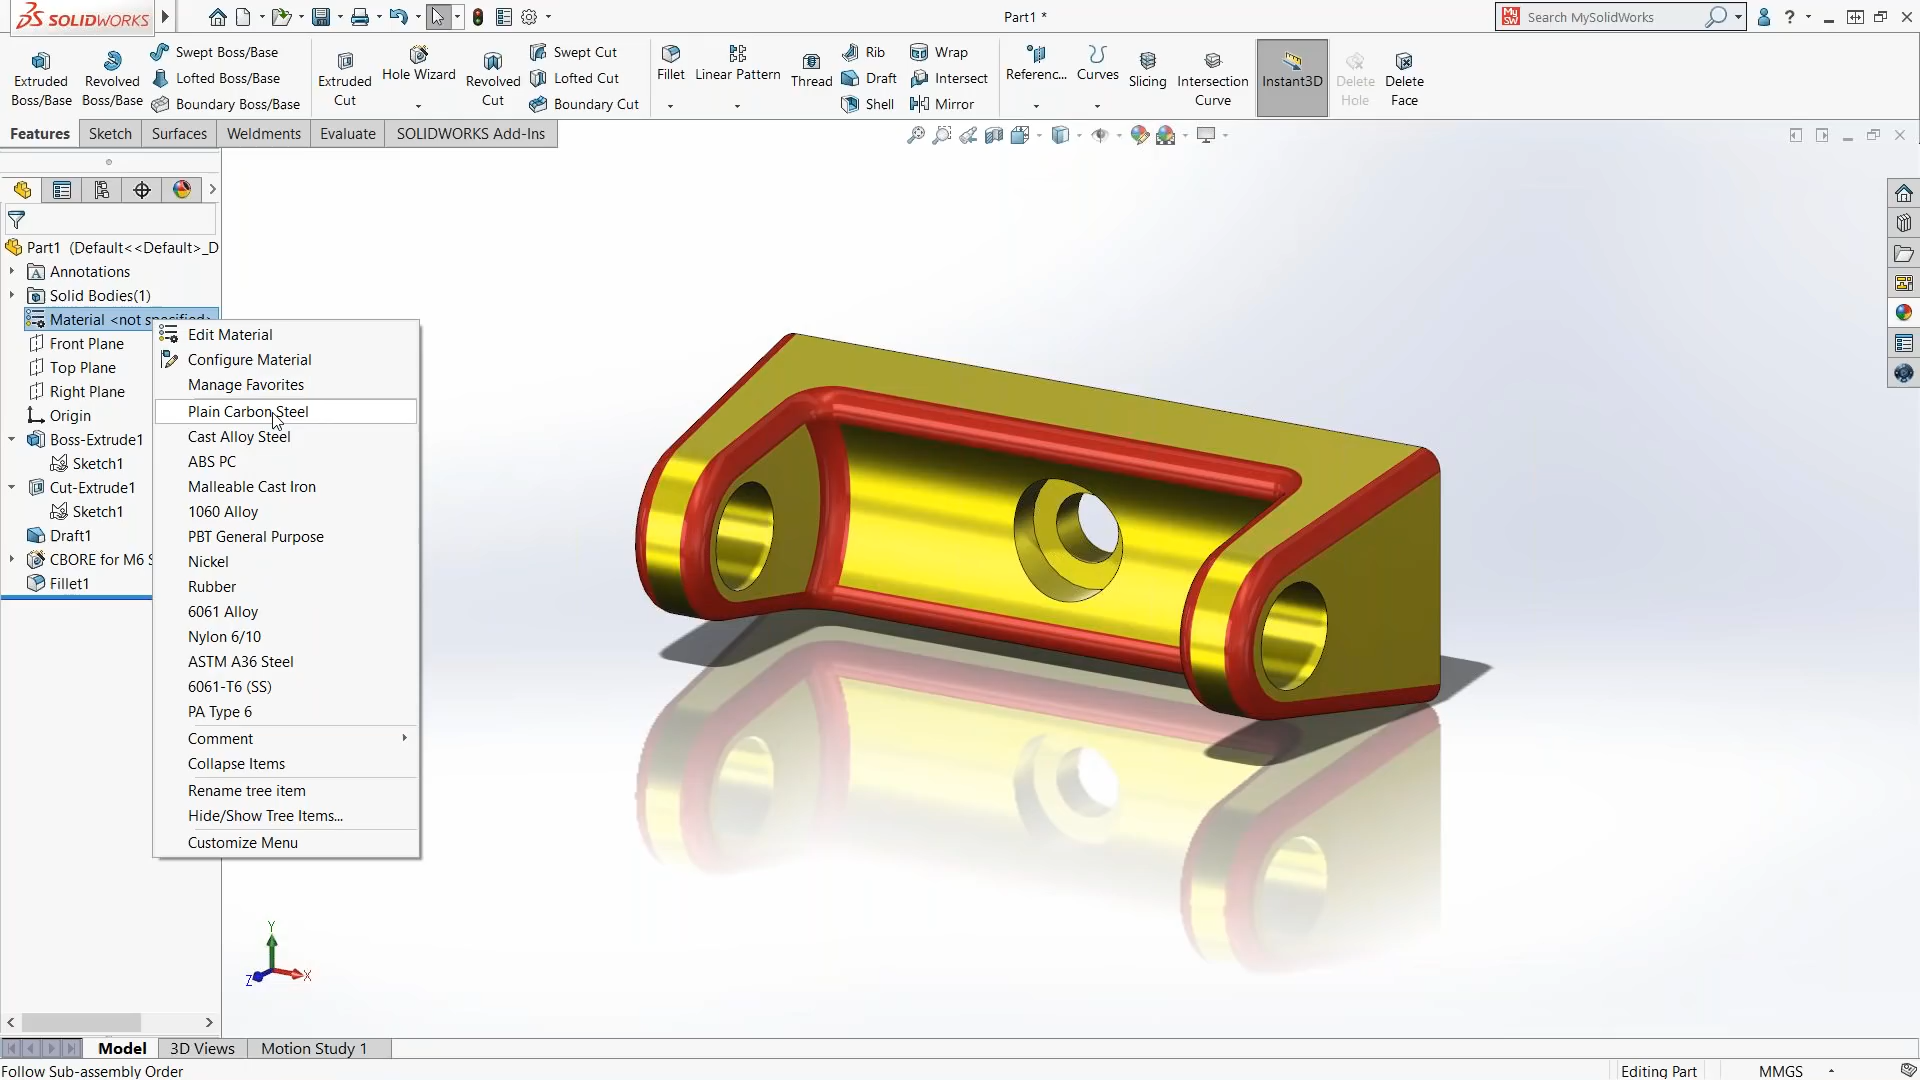 SOLIDWORKS
Part1 *
Search MySolidWorks
Extruded Boss/Base
Revolved Boss/Base
Swept Boss/Base
Lofted Boss/Base
Boundary Boss/Base
Extruded Cut
Hole Wizard
Revolved Cut
Swept Cut
Lofted Cut
Boundary Cut
Fillet
Linear Pattern
Thread
Rib
Draft
Shell
Wrap
Intersect
Mirror
Referenc...
Curves
Slicing
Intersection Curve
Instant3D
Delete Hole
Delete Face
Features
Sketch
Surfaces
Weldments
Evaluate
SOLIDWORKS Add-Ins
Part1 (Default<<Default>_D
Annotations
Solid Bodies(1)
Material <not specified>
Front Plane
Top Plane
Right Plane
Origin
Boss-Extrude1
Sketch1
Cut-Extrude1
Sketch1
Draft1
CBORE for M6 S
Fillet1
Edit Material
Configure Material
Manage Favorites
Plain Carbon Steel
Cast Alloy Steel
ABS PC
Malleable Cast Iron
1060 Alloy
PBT General Purpose
Nickel
Rubber
6061 Alloy
Nylon 6/10
ASTM A36 Steel
6061-T6 (SS)
PA Type 6
Comment
Collapse Items
Rename tree item
Hide/Show Tree Items...
Customize Menu
Y
Z
X
Model
3D Views
Motion Study 1
Follow Sub-assembly Order
Editing Part
MMGS